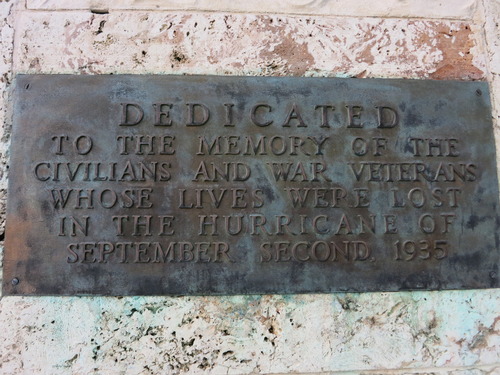 DEDICATED
TO THE MEMORY OF THE
CIVILIANS AND WAR VETERANS
WHOSE LIVES WERE LOST
IN THE HURRICANE OF
SEPTEMBER SECOND, 1935